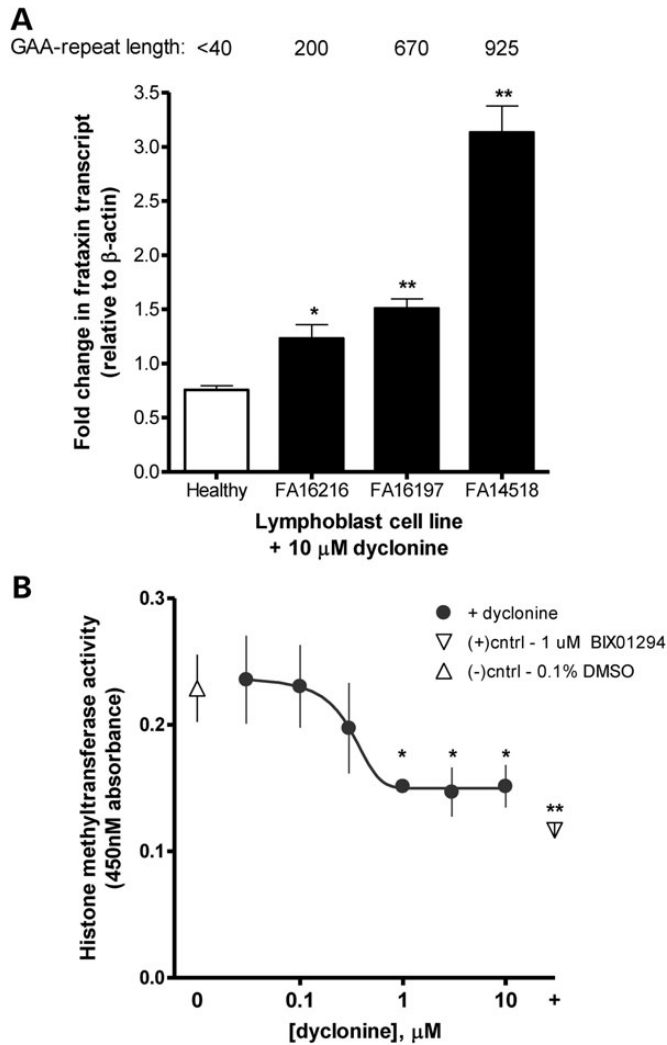 A
GAA-repeat length: <40 200 670 925
Fold change in frataxin transcript
(relative to β-actin)
3.5
3.0
2.5
2.0
1.5
1.0
0.5
0.0
*
**
**
Healthy FA16216 FA16197 FA14518
Lymphoblast cell line
+ 10 μM dyclonine
B
Histone methyltransferase activity
(450nM absorbance)
0.3
0.2
0.1
0.0
+ dyclonine
(+)cntrl - 1 uM BIX01294
(-)cntrl - 0.1% DMSO
* * *
**
0 0.1 1 10 +
[dyclonine], μM